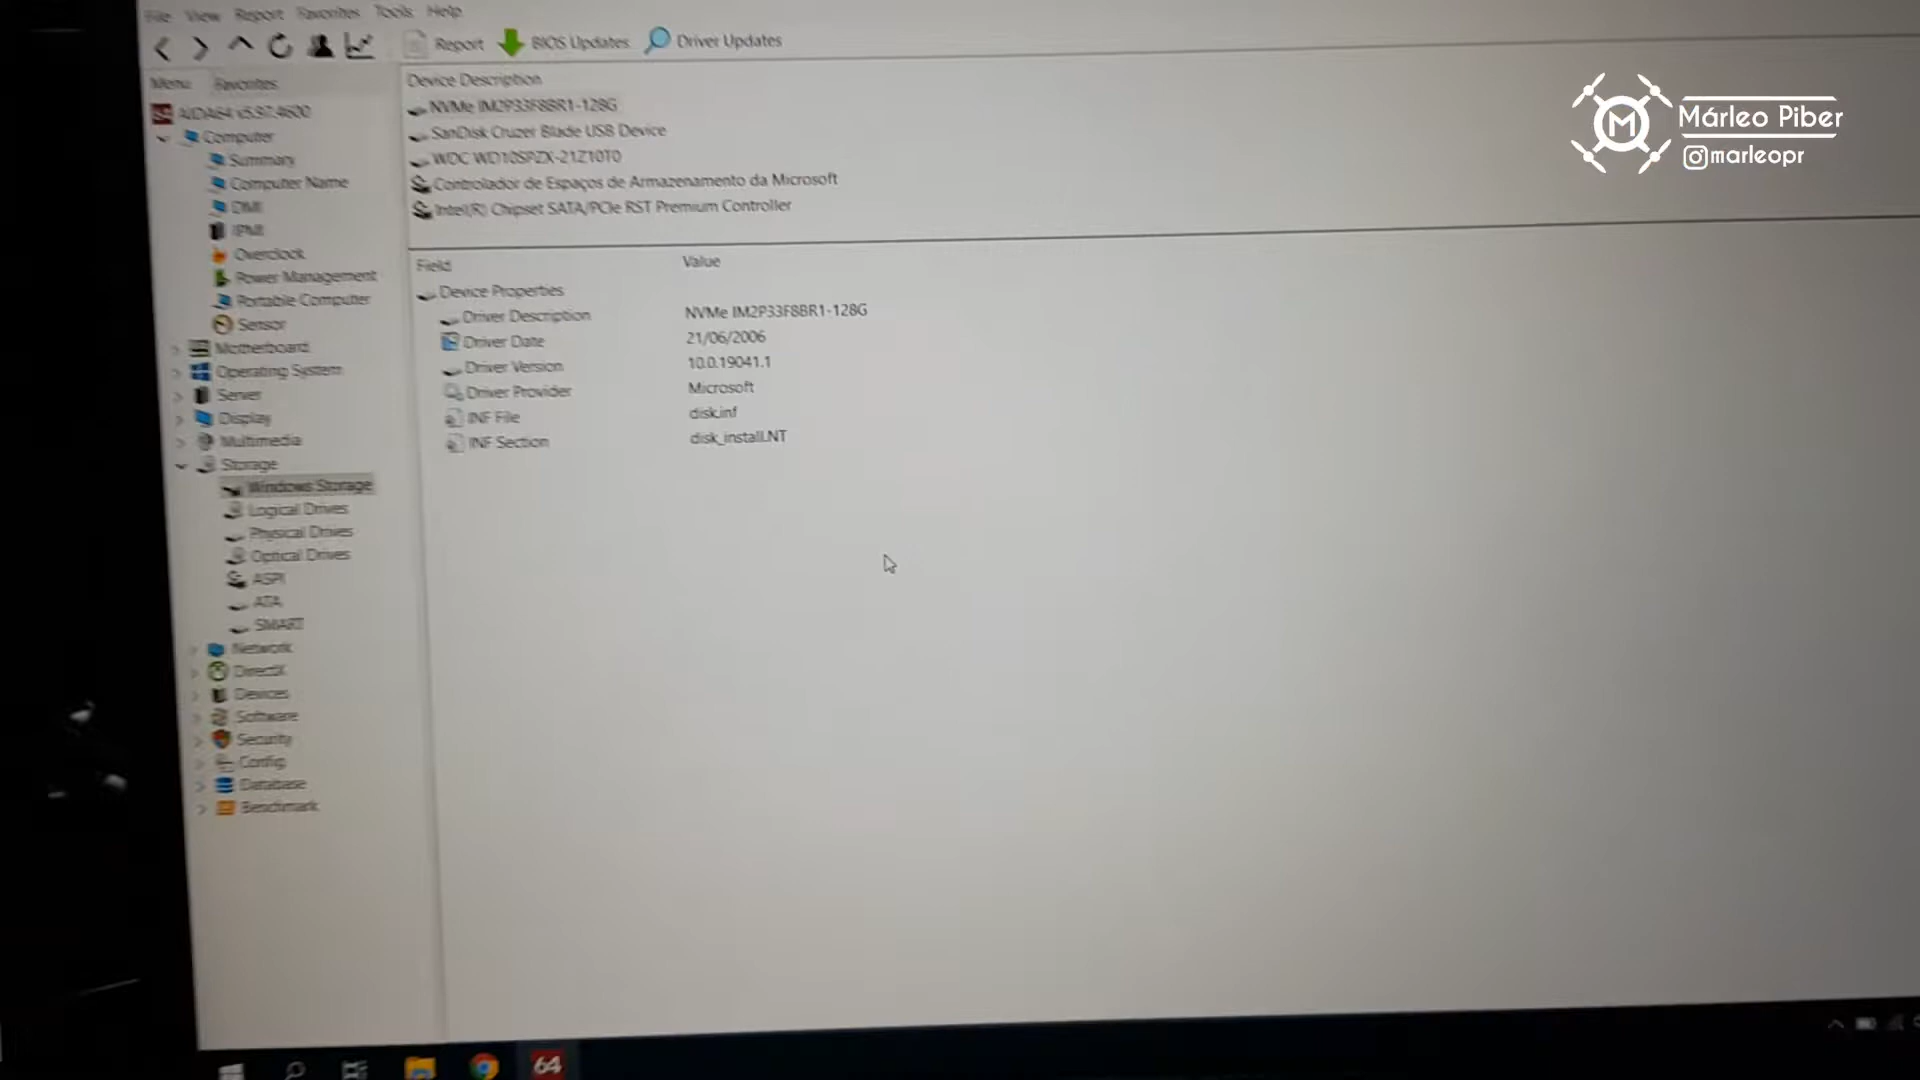 File View Report Favorites Tools Help
Report BIOS Updates Driver Updates
Menu Favorites
AIDA64 v5.97.4600
Computer
Summary
Computer Name
DMI
IPMI
Overclock
Power Management
Portable Computer
Sensor
Motherboard
Operating System
Server
Display
Multimedia
Storage
Windows Storage
Logical Drives
Physical Drives
Optical Drives
ASPI
ATA
SMART
Network
DirectX
Devices
Software
Security
Config
Database
Benchmark
Device Description
NVMe IM2P33F8BR1-128G
SanDisk Cruzer Blade USB Device
WDC WD10SPZX-21Z10T0
Controlador de Espaços de Armazenamento da Microsoft
Intel(R) Chipset SATA/PCIe RST Premium Controller
Field Value
Device Properties
Driver Description NVMe IM2P33F8BR1-128G
Driver Date 21/06/2006
Driver Version 10.0.19041.1
Driver Provider Microsoft
INF File disk.inf
INF Section disk_install.NT
M
Márleo Piber
marleopr
64